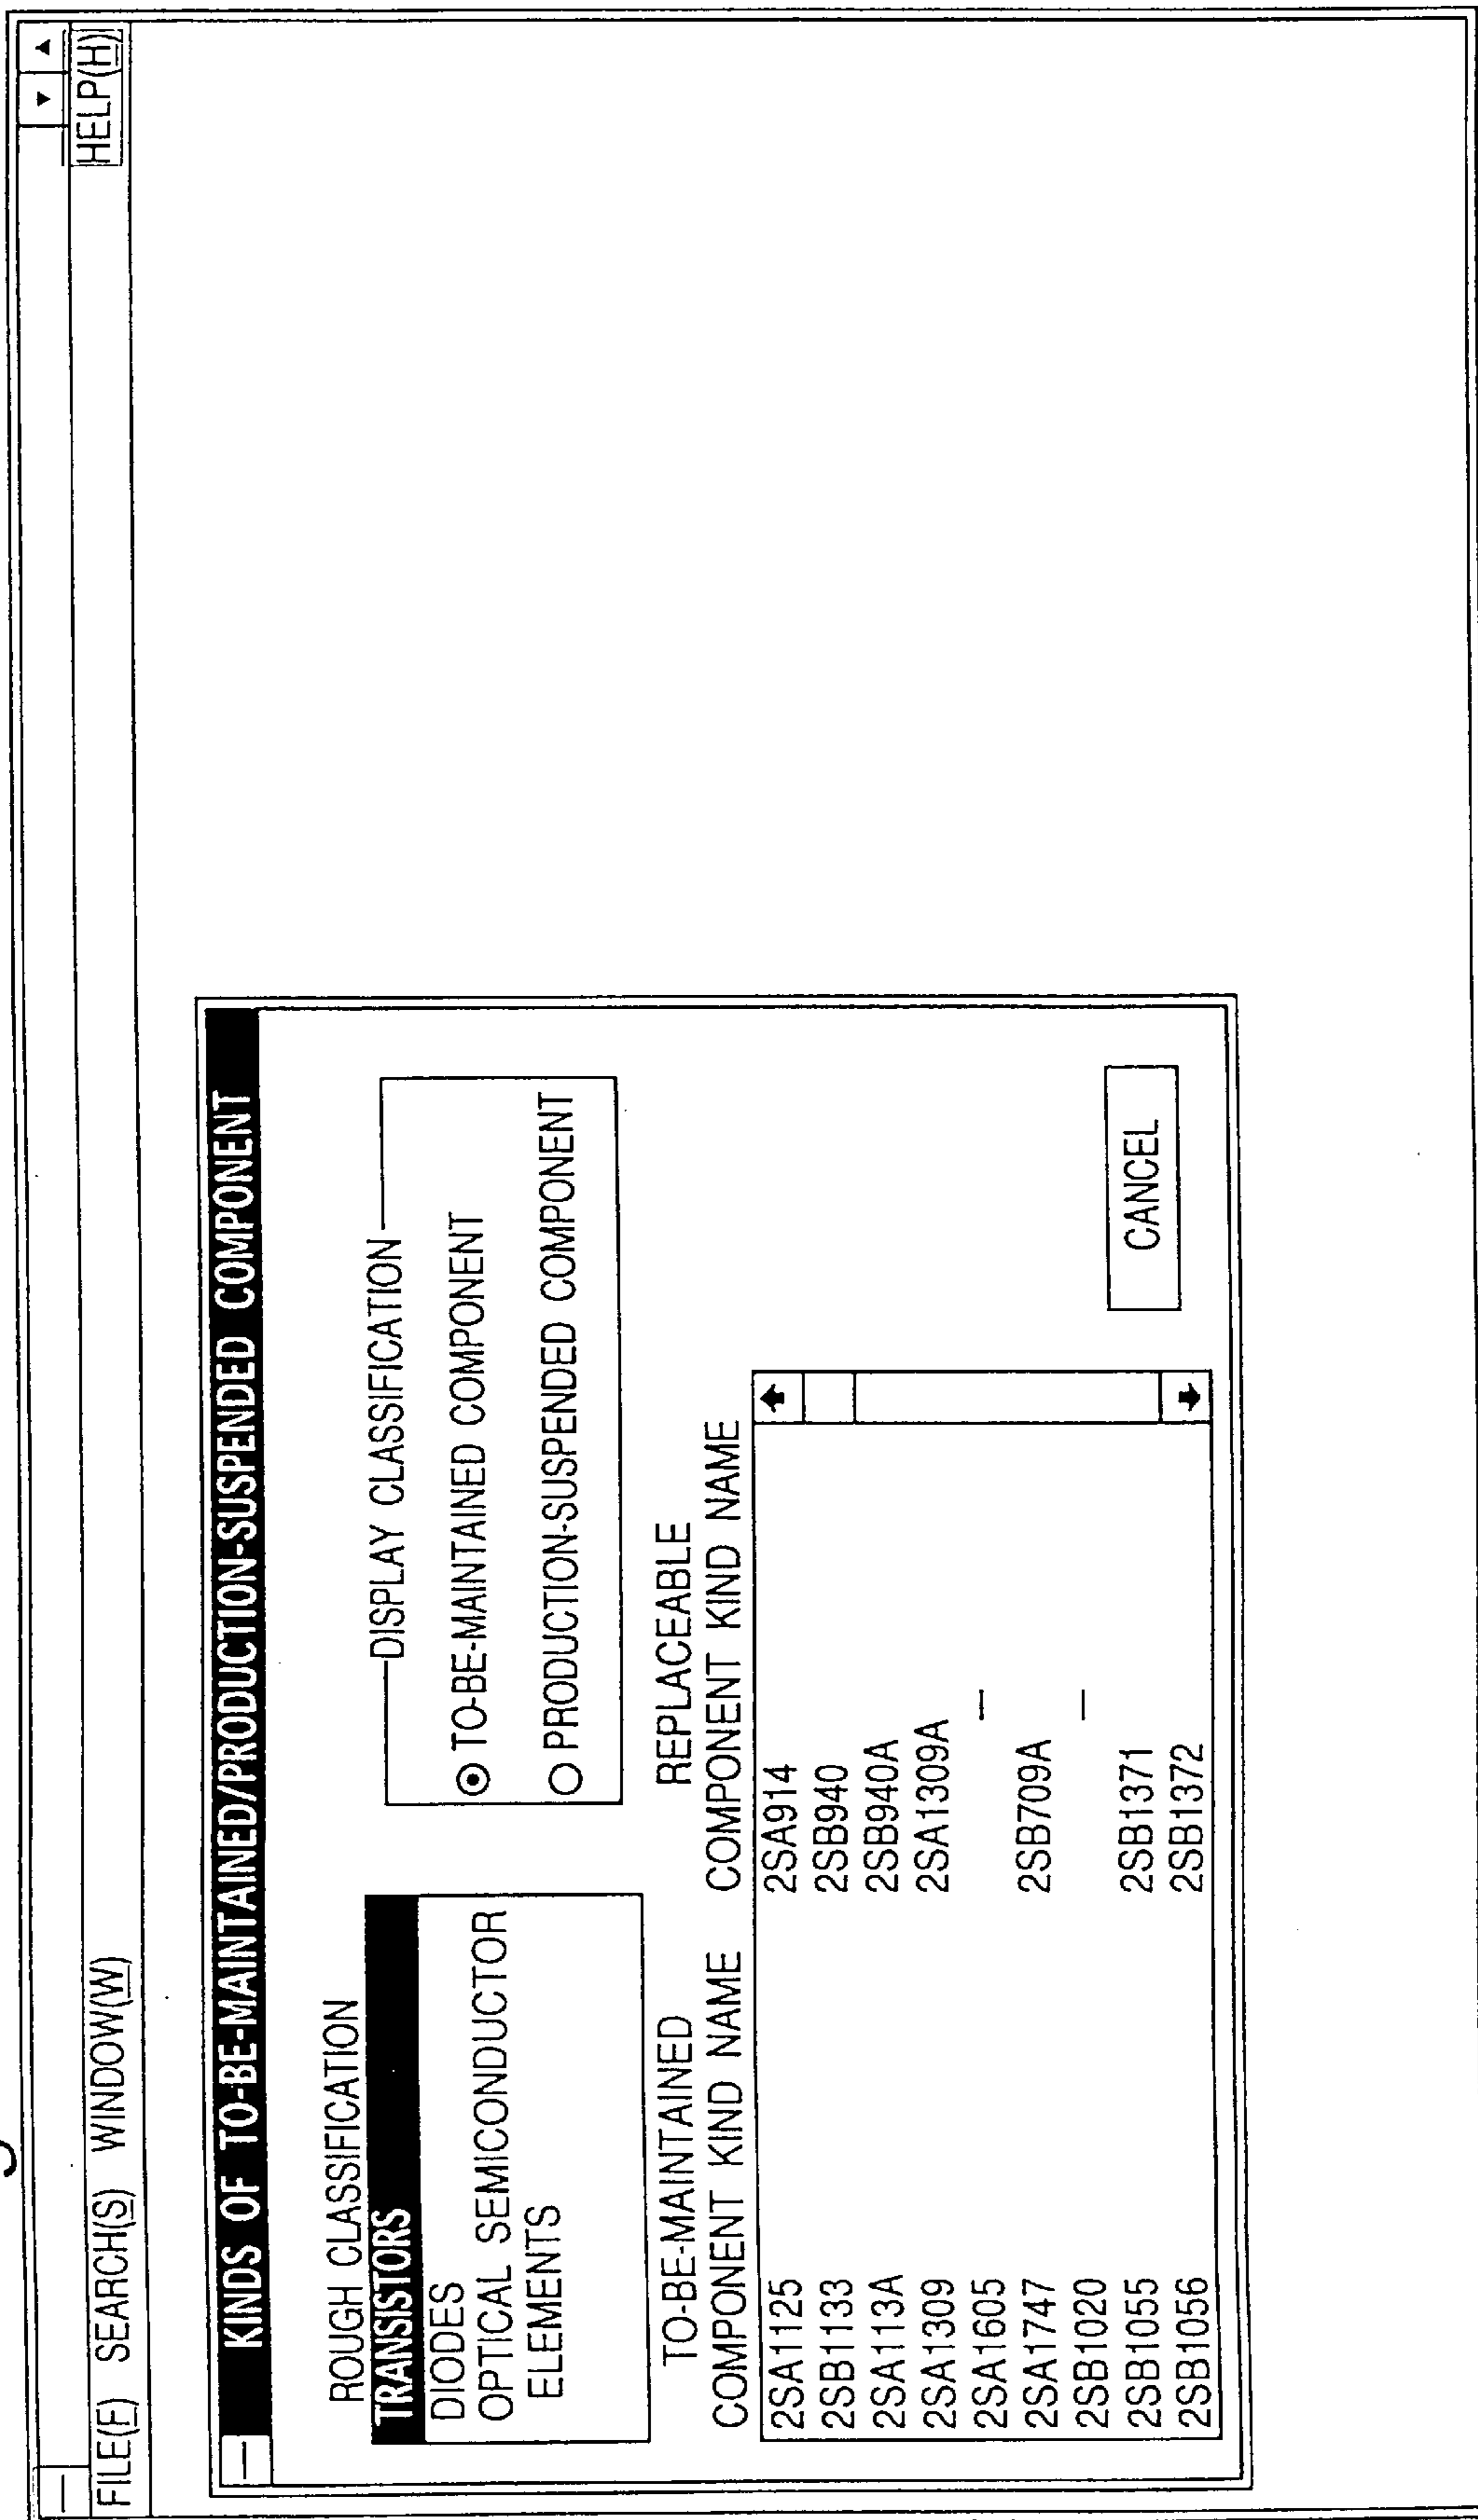 FILE(F) SEARCH(S) WINDOW(W) HELP(H)
KINDS OF TO-BE-MAINTAINED/PRODUCTION-SUSPENDED COMPONENT
ROUGH CLASSIFICATION
TRANSISTORS
DIODES
OPTICAL SEMICONDUCTOR
ELEMENTS
DISPLAY CLASSIFICATION
TO-BE-MAINTAINED COMPONENT
PRODUCTION-SUSPENDED COMPONENT
TO-BE-MAINTAINED REPLACEABLE
COMPONENT KIND NAME COMPONENT KIND NAME
2SA1125 2SA914
2SB1133 2SB940
2SA113A 2SB940A
2SA1309 2SA1309A
2SA1605 —
2SA1747 2SB709A
2SB1020 —
2SB1055 2SB1371
2SB1056 2SB1372
CANCEL